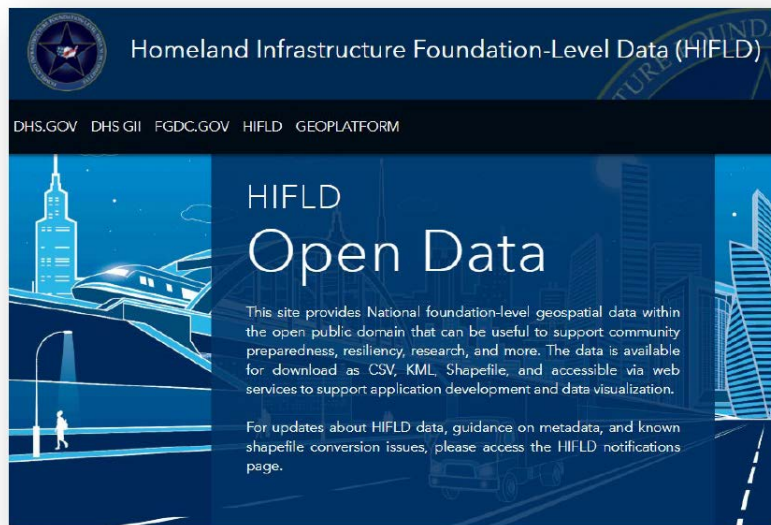 Homeland Infrastructure Foundation-Level Data (HIFLD)
DHS.GOV DHS GII FGDC.GOV HIFLD GEOPLATFORM
HIFLD
Open Data
This site provides National foundation-level geospatial data within
the open public domain that can be useful to support community
preparedness, resiliency, research, and more. The data is available
for download as CSV, KML, Shapefile, and accessible via web
services to support application development and data visualization.
For updates about HIFLD data, guidance on metadata, and known
shapefile conversion issues, please access the HIFLD notifications
page.